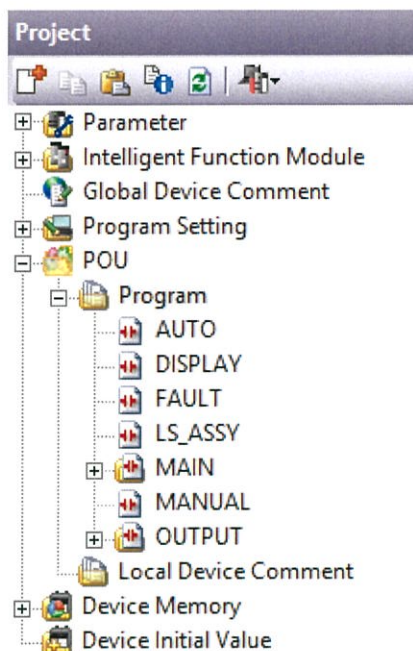 Project
Parameter
Intelligent Function Module
Global Device Comment
Program Setting
POU
Program
AUTO
DISPLAY
FAULT
LS_ASSY
MAIN
MANUAL
OUTPUT
Local Device Comment
Device Memory
Device Initial Value